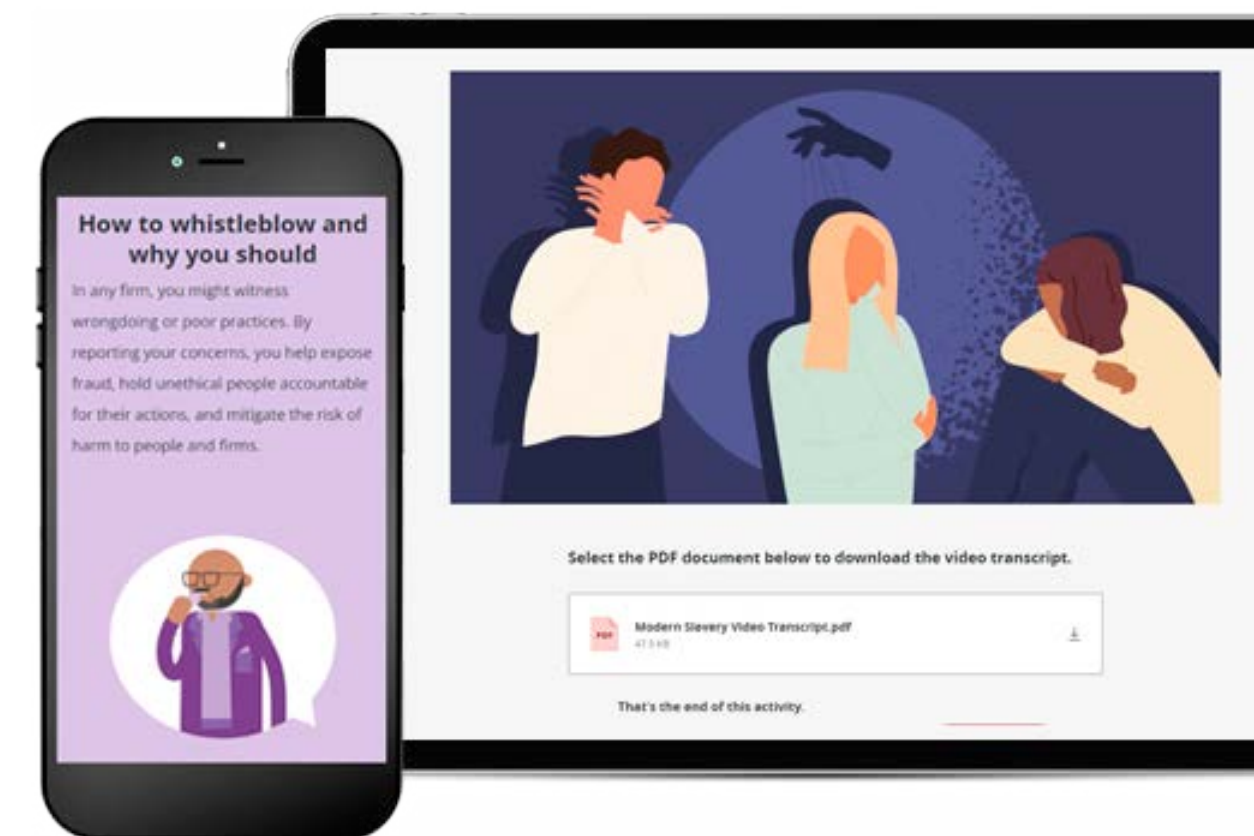 How to whistleblow and
why you should
In any firm, you might witness
wrongdoing or poor practices. By
reporting your concerns, you help expose
fraud, hold unethical people accountable
for their actions, and mitigate the risk of
harm to people and firms.
Select the PDF document below to download the video transcript.
PDF
Modern Slavery Video Transcript.pdf
47.5 KB
That's the end of this activity.